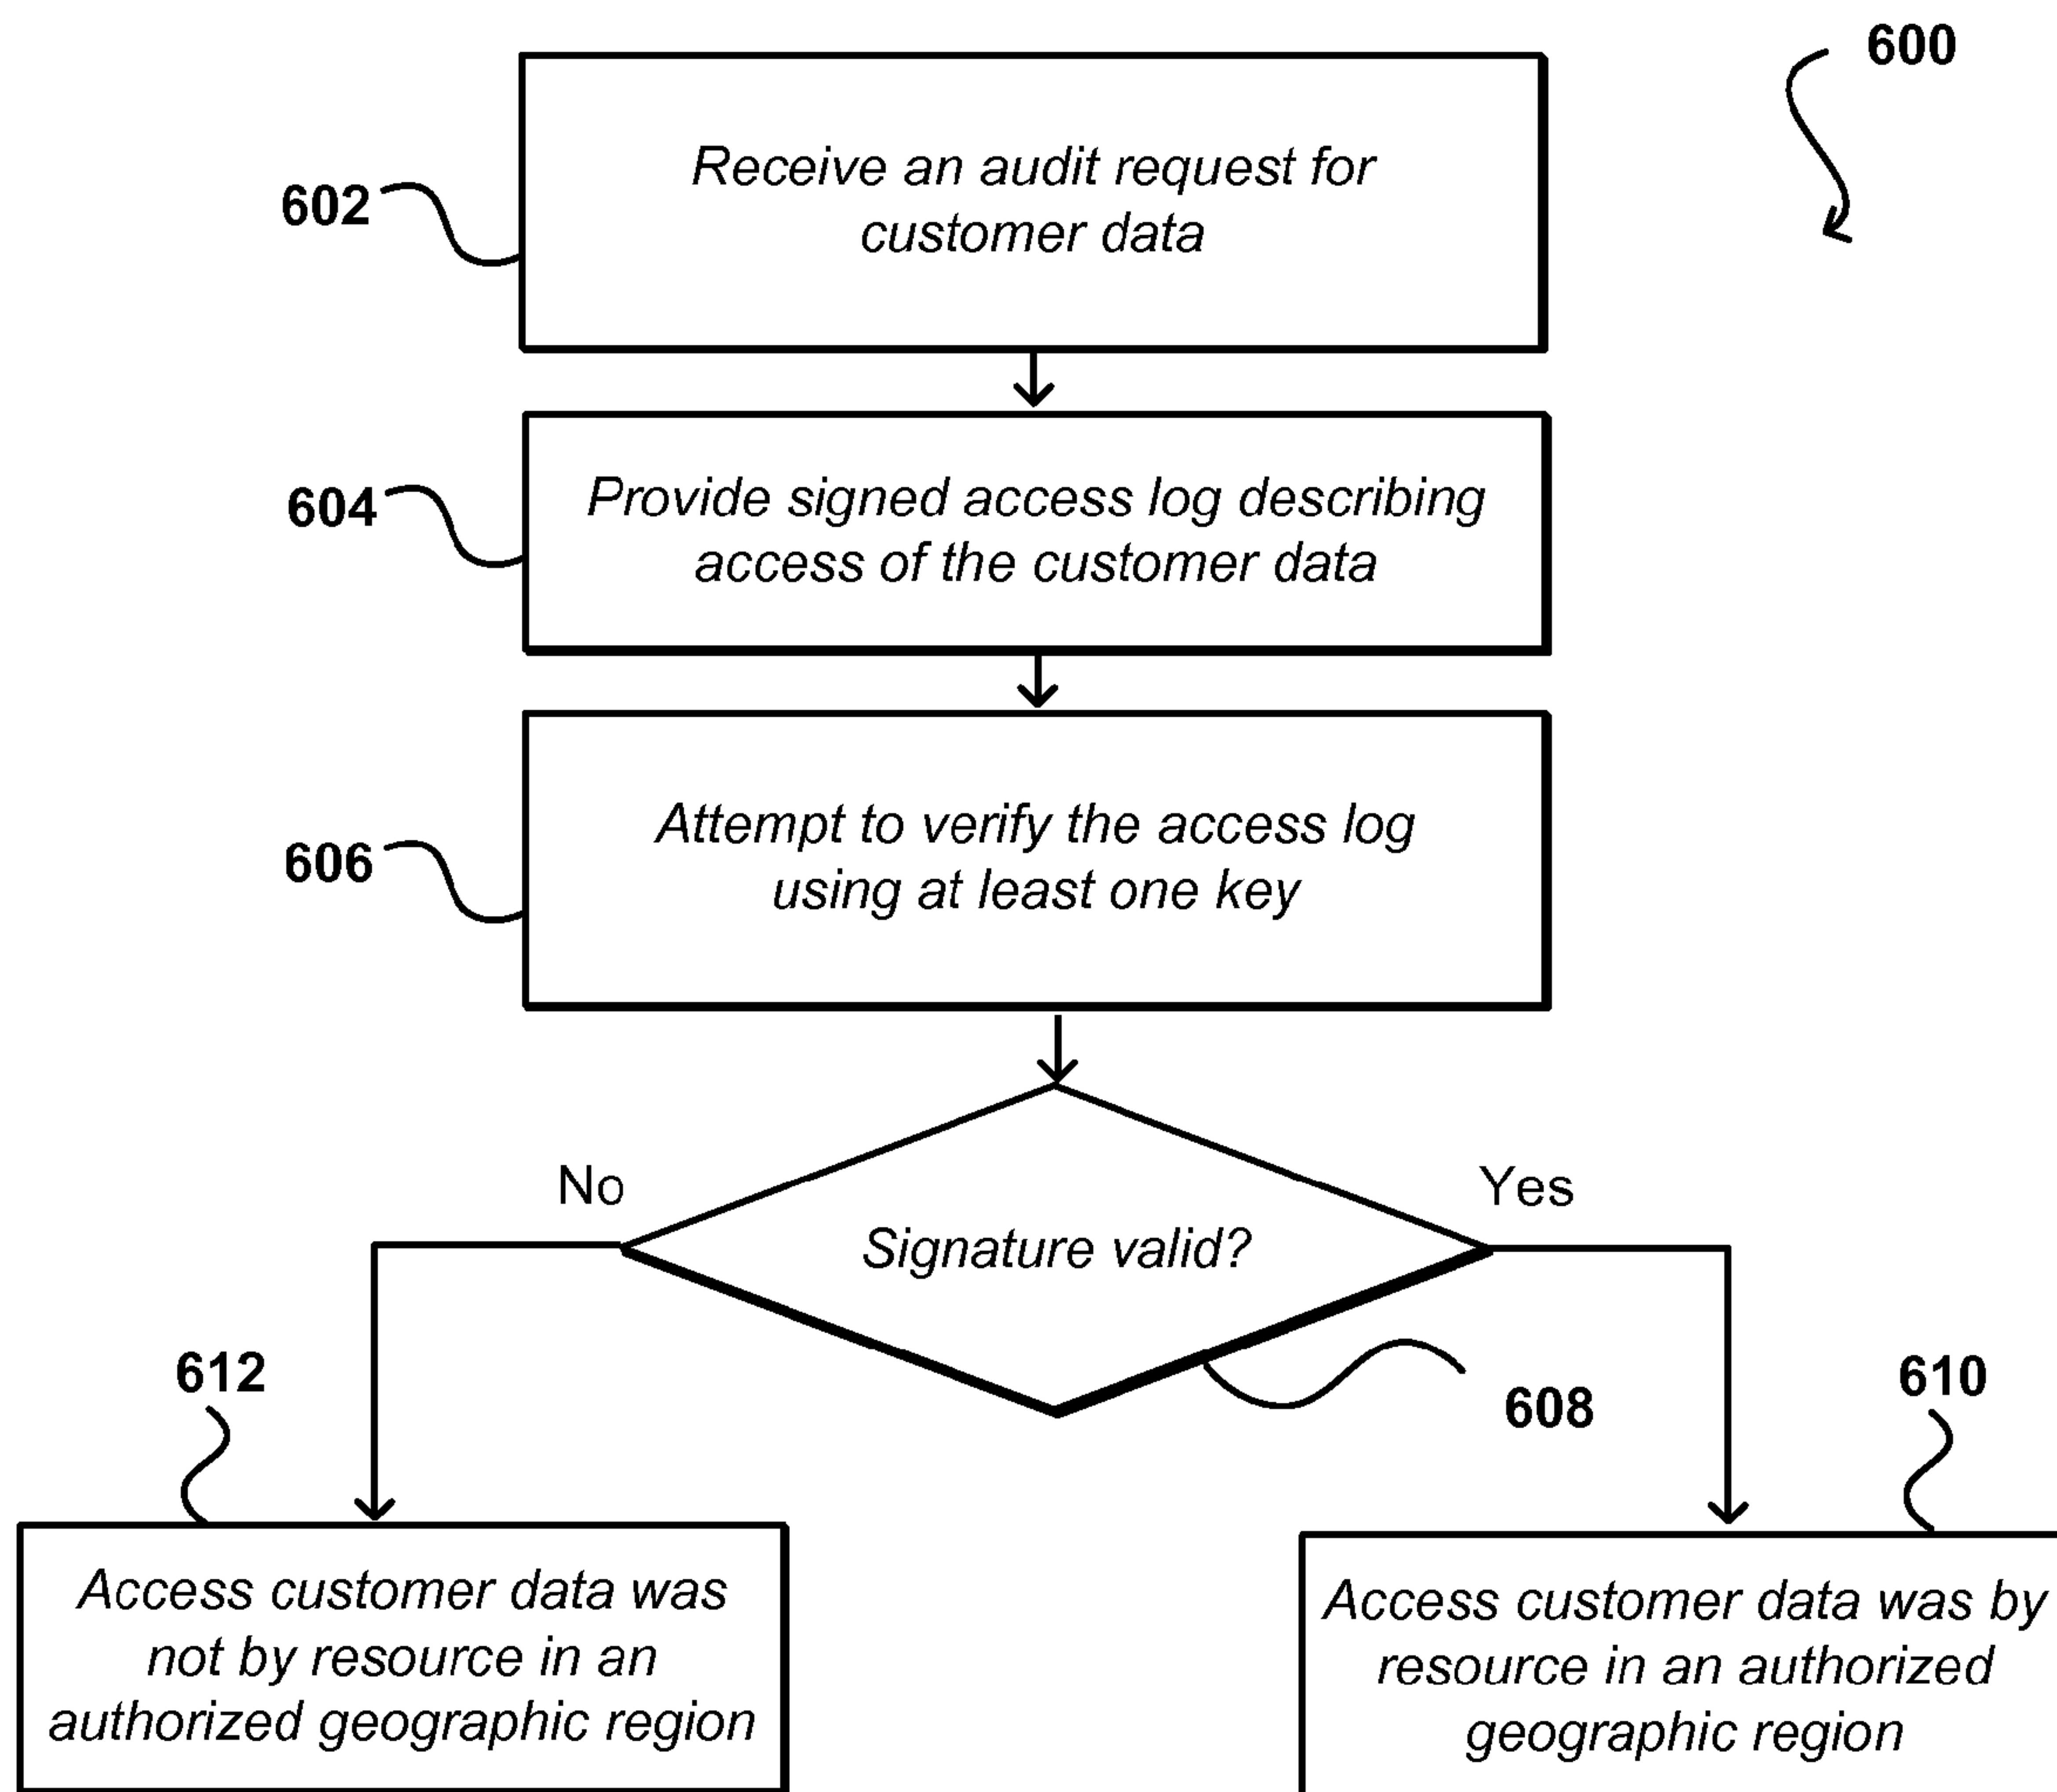 600
Receive an audit request for
customer data
602
Provide signed access log describing
access of the customer data
604
Attempt to verify the access log
using at least one key
606
No
Yes
Signature valid?
608
612
610
Access customer data was
not by resource in an
authorized geographic region
Access customer data was by
resource in an authorized
geographic region